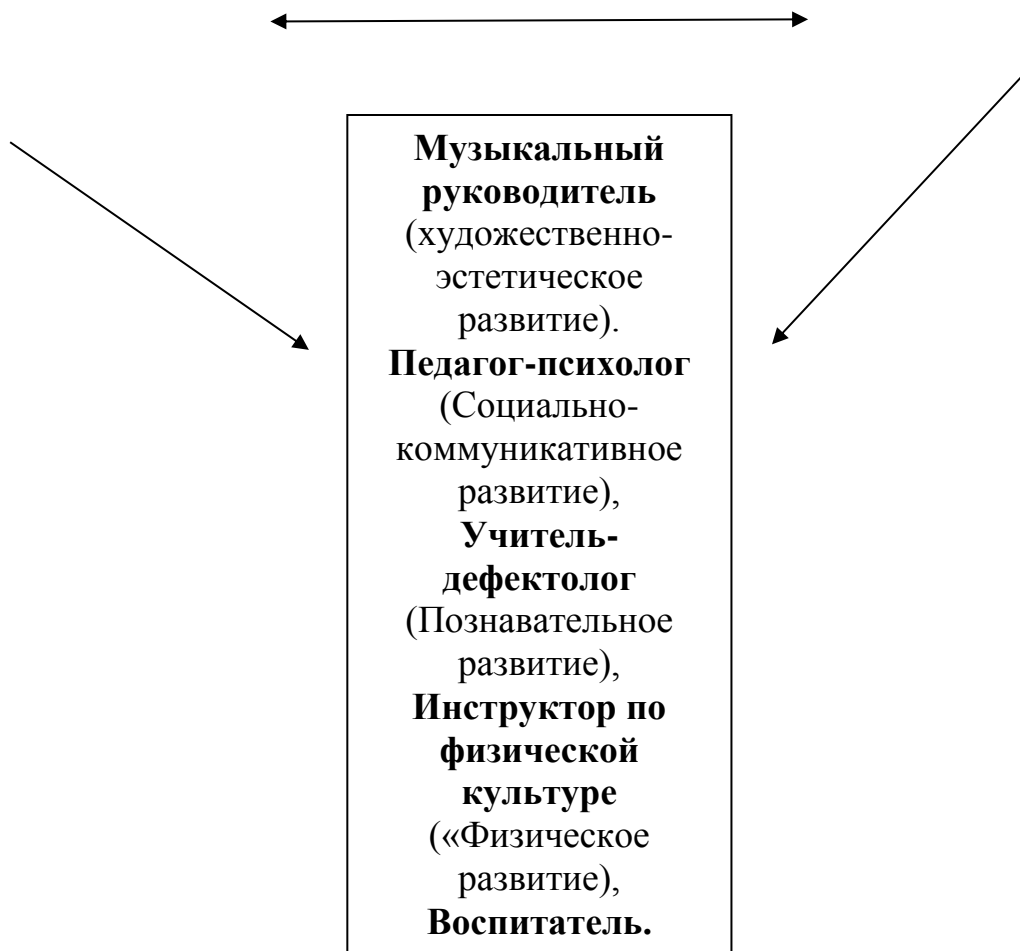 Музыкальный
руководитель
(художественно-
эстетическое
развитие).
Педагог-психолог
(Социально-
коммуникативное
развитие),
Учитель-
дефектолог
(Познавательное
развитие),
Инструктор по
физической
культуре
(«Физическое
развитие),
Воспитатель.